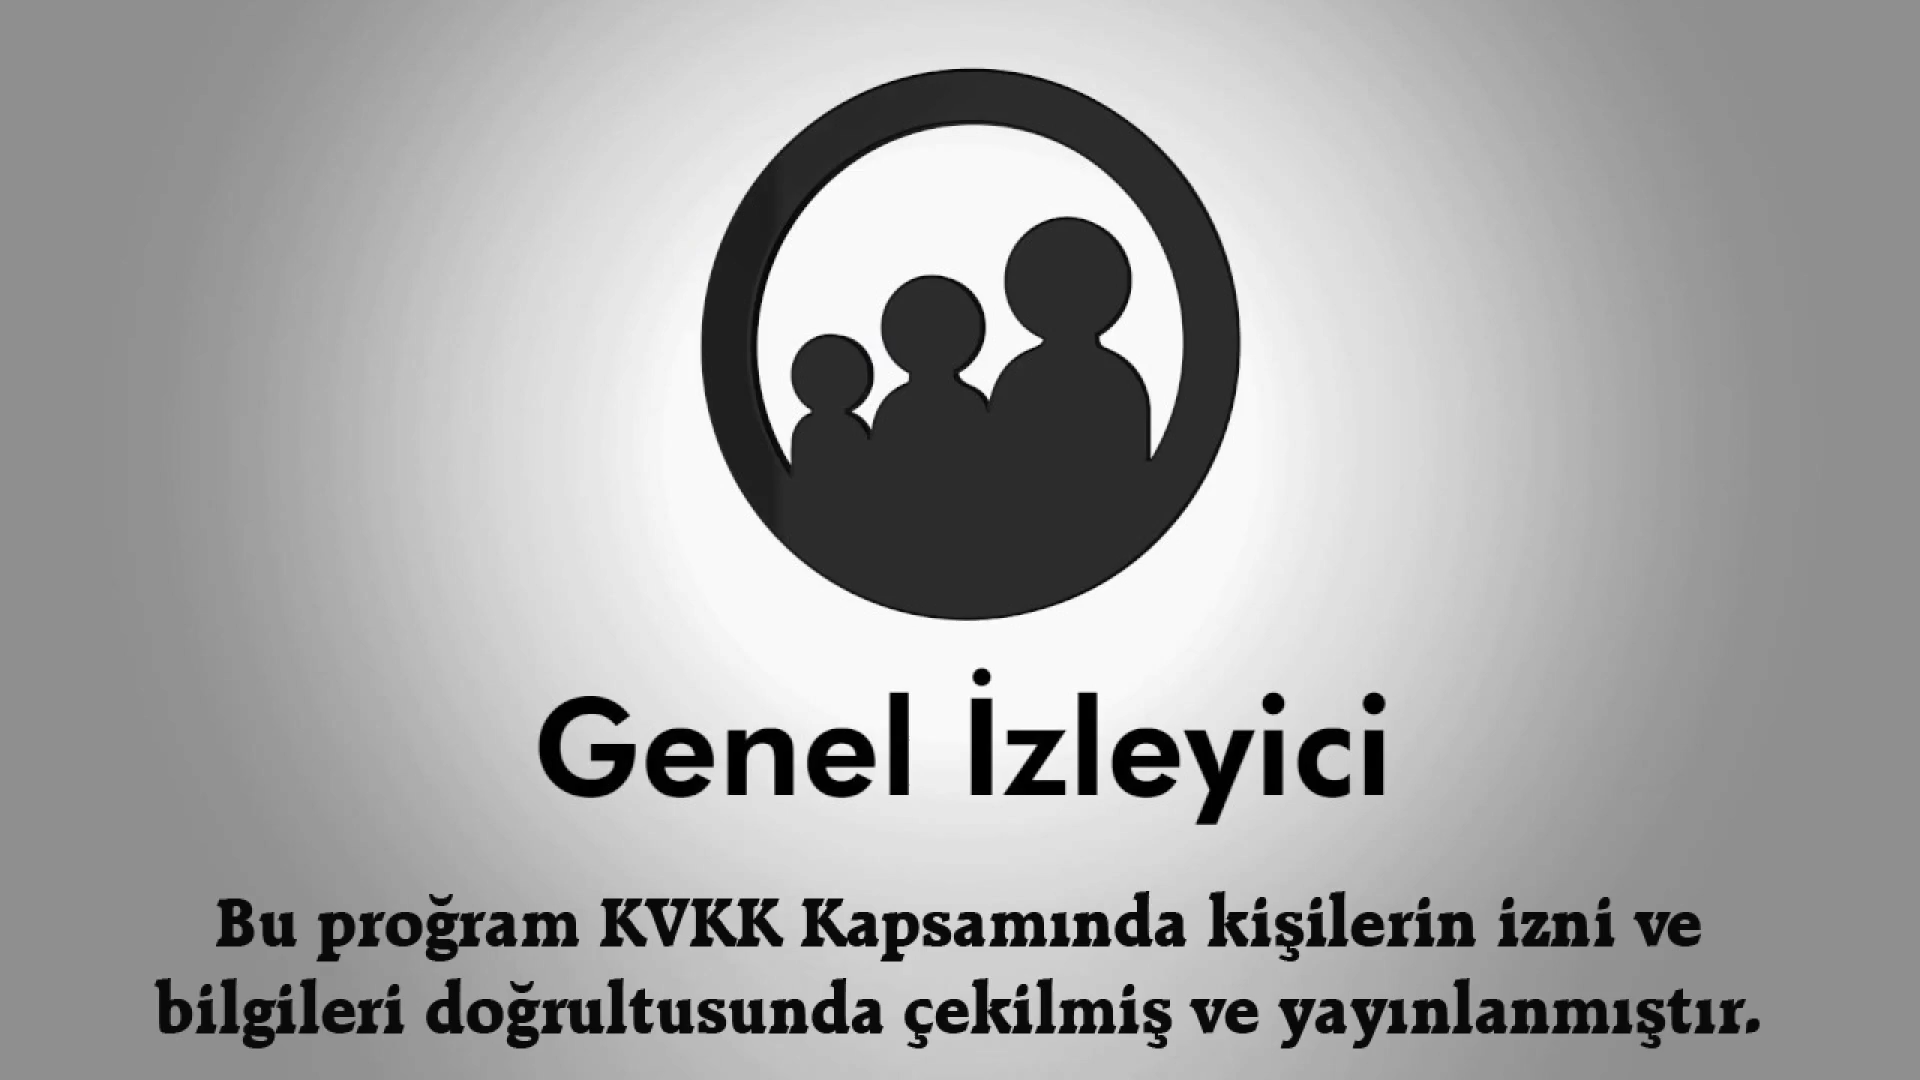 Genel İzleyici
Bu proğram KVKK Kapsamında kişilerin izni ve
bilgileri doğrultusunda çekilmiş ve yayınlanmıştır.